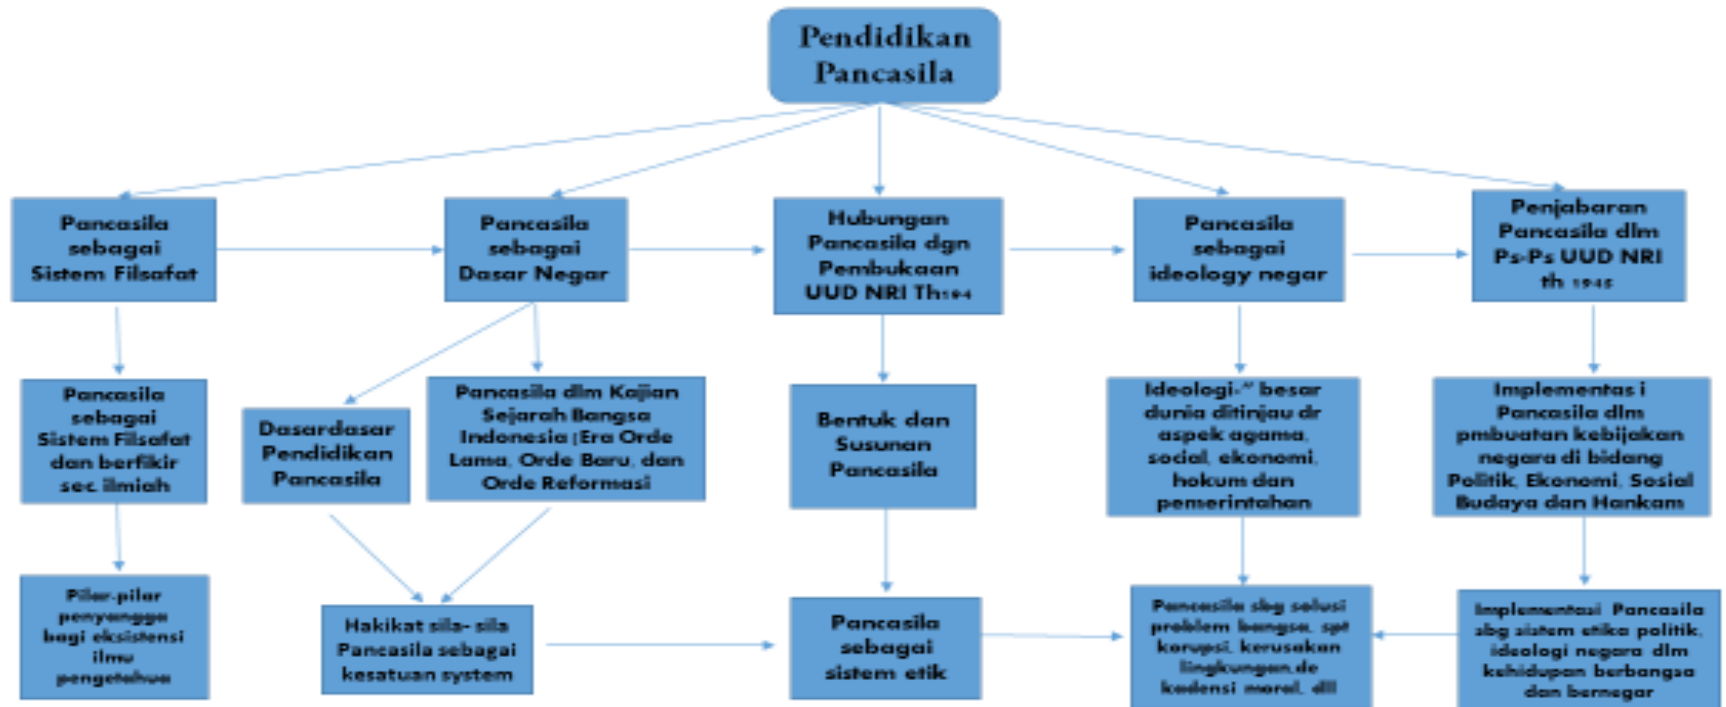 Pendidikan
Pancasila
Pancasila
sebagai
Sistem Filsafat
Pancasila
sebagai
Dasar Negar
Hubungan
Pancasila dgn
Pembukaan
UUD NRI Th194
Pancasila
sebagai
ideology negar
Penjabaran
Pancasila dlm
Ps-Ps UUD NRI
th 1945
Pancasila
sebagai
Sistem Filsafat
dan berfikir
sec. ilmiah
Dasardasar
Pendidikan
Pancasila
Pancasila dlm Kajian
Sejarah Bangsa
Indonesia (Era Orde
Lama, Orde Baru, dan
Orde Reformasi
Bentuk dan
Susunan
Pancasila
Ideologi-" besar
dunia ditinjau dr
aspek agama,
social, ekonomi,
hokum dan
pemerintahan
Implementas i
Pancasila dlm
pmbuatan kebijakan
negara di bidang
Politik, Ekonomi, Sosial
Budaya dan Hankam
Pilar-pilar
penyangga
bagi eksistensi
ilmu
pengetahua
Hakikat sila- sila
Pancasila sebagai
kesatuan system
Pancasila
sebagai
sistem etik
Pancasila sbg solusi
problem bangsa, spt
korupsi, kerusakan
lingkungan,de
kadensi moral, dll
Implementasi Pancasila
sbg sistem etika politik,
ideologi negara dlm
kehidupan berbangsa
dan bernegar